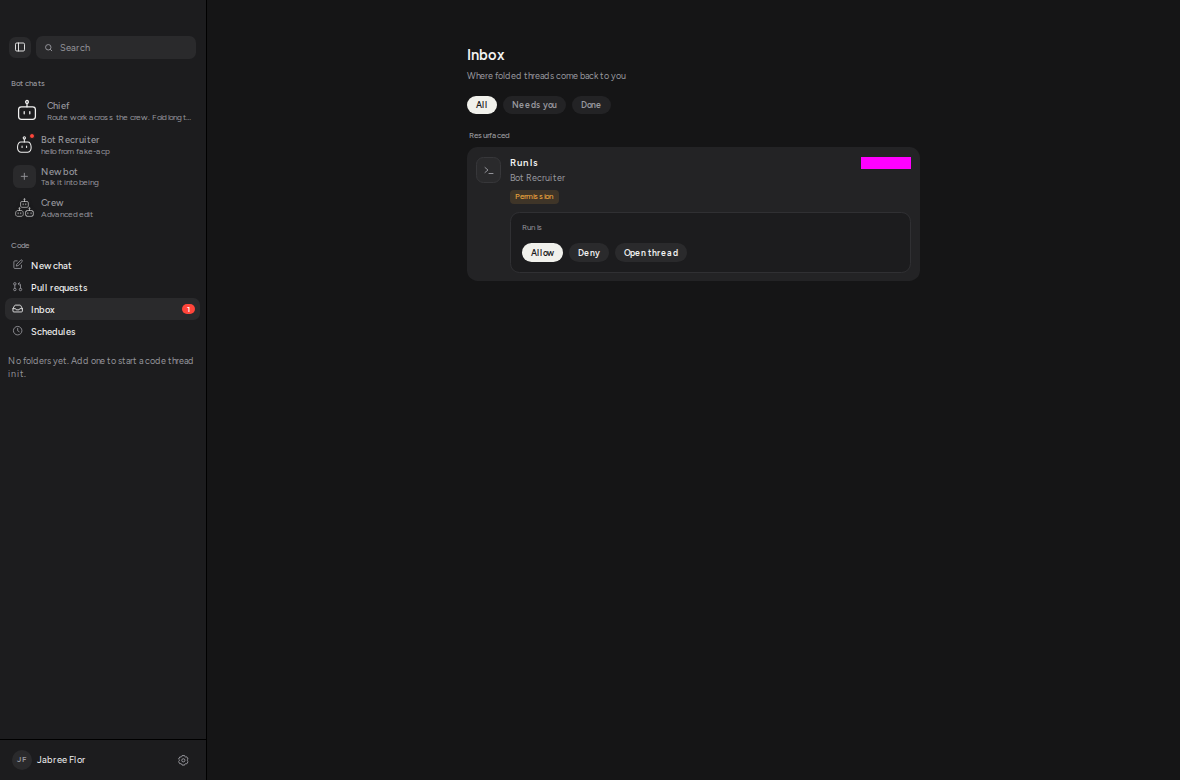 Search
Bot chats
Chief
Route work across the crew. Fold long t...
Bot Recruiter
hello from fake-acp
New bot
Talk it into being
Crew
Advanced edit
Code
New chat
Pull requests
Inbox
1
Schedules
No folders yet. Add one to start a code thread
in it.
JF
Jabree Flor
Inbox
Where folded threads come back to you
All
Needs you
Done
Resurfaced
Run ls
Bot Recruiter
Permission
Run ls
Allow
Deny
Open thread